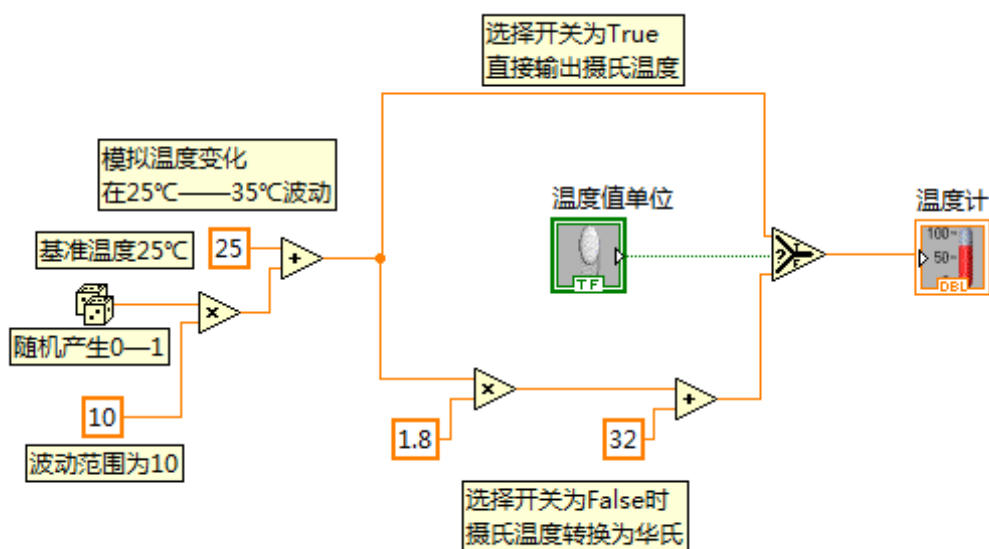 选择开关为True
直接输出摄氏温度
模拟温度变化
在25℃——35℃波动
温度值单位
温度计
基准温度25℃
25
+
?
T
F
TF
100
50
DBL
×
随机产生0—1
10
波动范围为10
×
1.8
+
32
选择开关为False时
摄氏温度转换为华氏